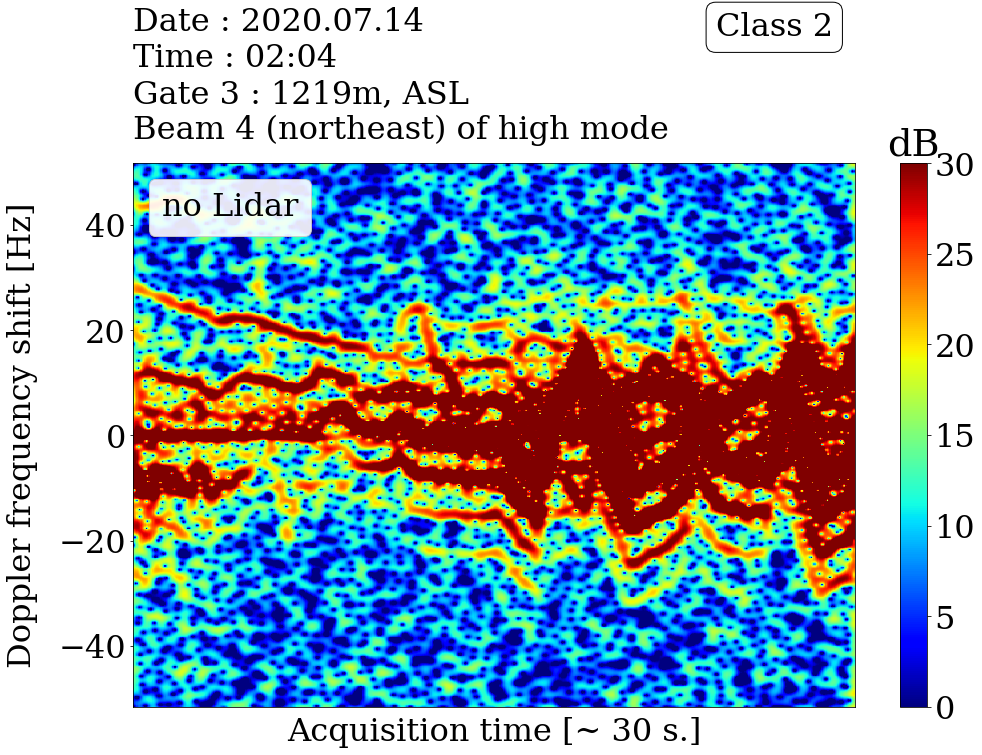 Date : 2020.07.14
Time : 02:04
Gate 3 : 1219m, ASL
Beam 4 (northeast) of high mode
Class 2
dB
no Lidar
40
20
0
−20
−40
Doppler frequency shift [Hz]
Acquisition time [~ 30 s.]
30
25
20
15
10
5
0